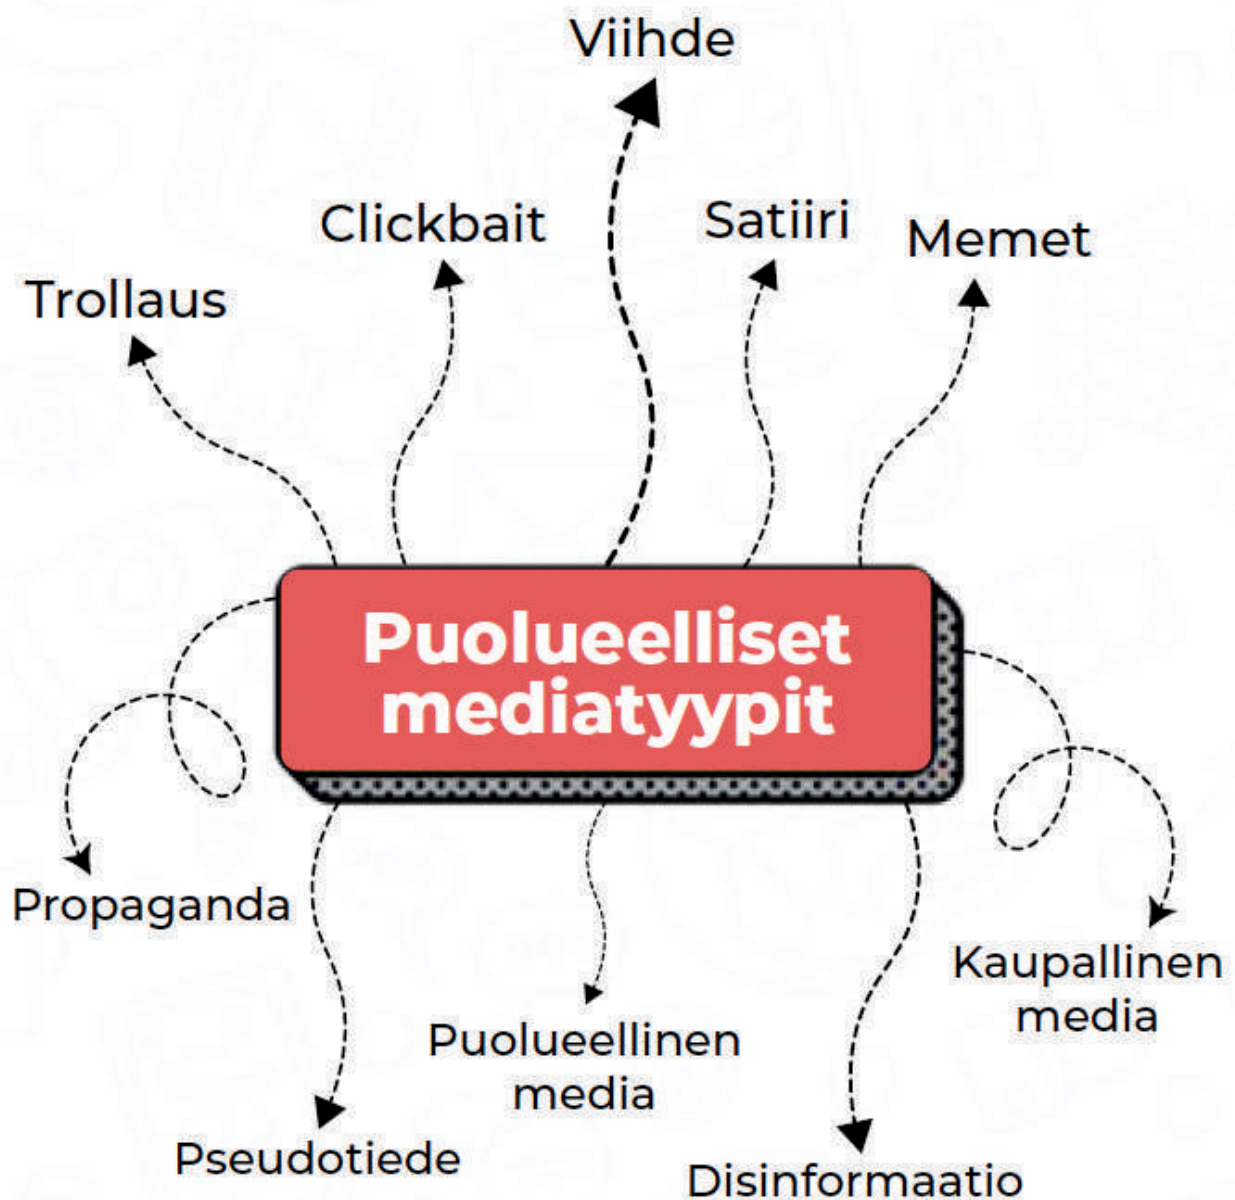 Viihde
Clickbait
Satiiri
Memet
Trollaus
Puolueelliset
mediatyypit
Propaganda
Kaupallinen
media
Puolueellinen
media
Pseudotiede
Disinformaatio